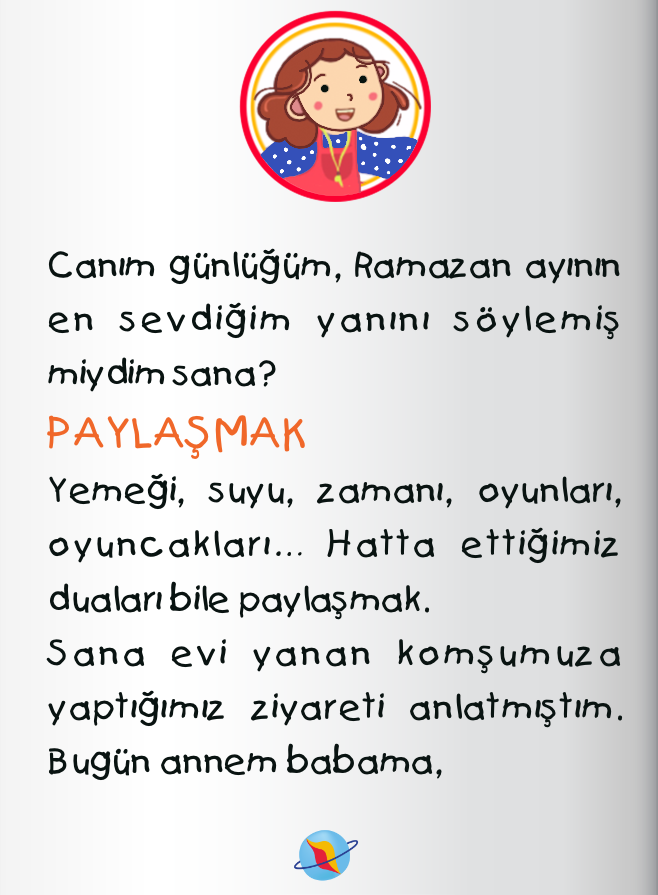 Canım günlüğüm, Ramazan ayının
en sevdiğim yanını söylemiş
miydim sana?
PAYLAŞMAK
Yemeği, suyu, zamanı, oyunları,
oyuncakları... Hatta ettiğimiz
duaları bile paylaşmak.
Sana evi yanan komşumuza
yaptığımız ziyareti anlatmıştım.
Bugün annem babama,